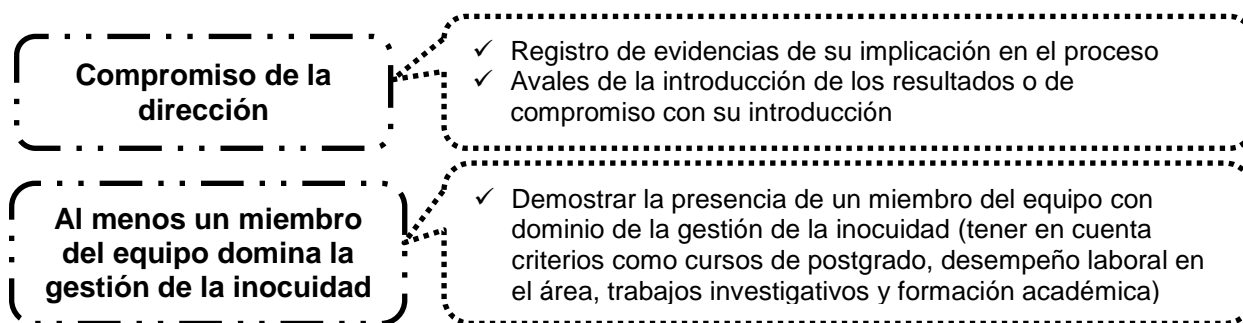 Compromiso de la
dirección
✓ Registro de evidencias de su implicación en el proceso
✓ Avales de la introducción de los resultados o de
compromiso con su introducción
Al menos un miembro
del equipo domina la
gestión de la inocuidad
✓ Demostrar la presencia de un miembro del equipo con
dominio de la gestión de la inocuidad (tener en cuenta
criterios como cursos de postgrado, desempeño laboral en
el área, trabajos investigativos y formación académica)